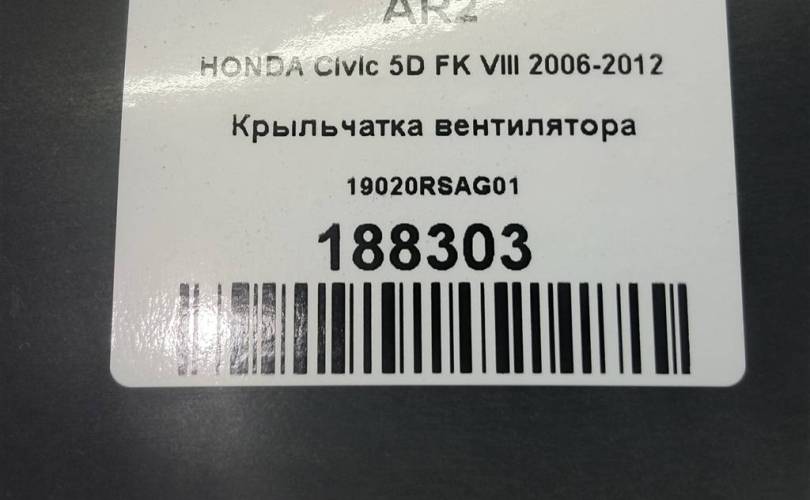 AR2
HONDA Civic 5D FK VIII 2006-2012
Крыльчатка вентилятора
19020RSAG01
188303